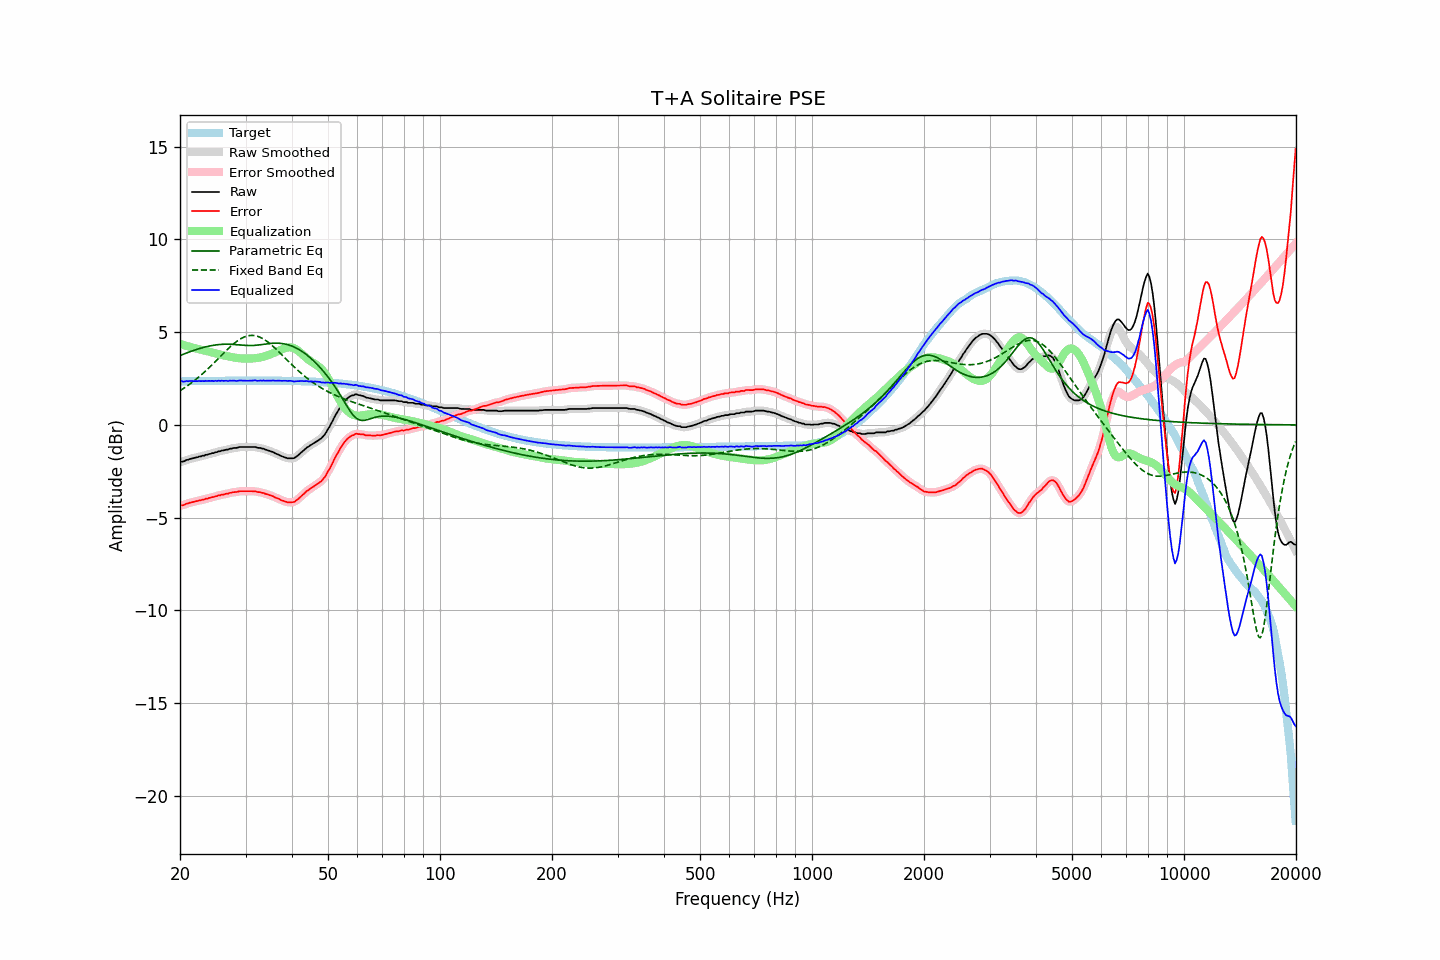 T+A Solitaire PSE
Target
Raw Smoothed
Error Smoothed
Raw
Error
Equalization
Parametric Eq
Fixed Band Eq
Equalized
15
10
5
0
−5
−10
−15
−20
Amplitude (dBr)
20 50 100 200 500 1000 2000 5000 10000 20000
Frequency (Hz)